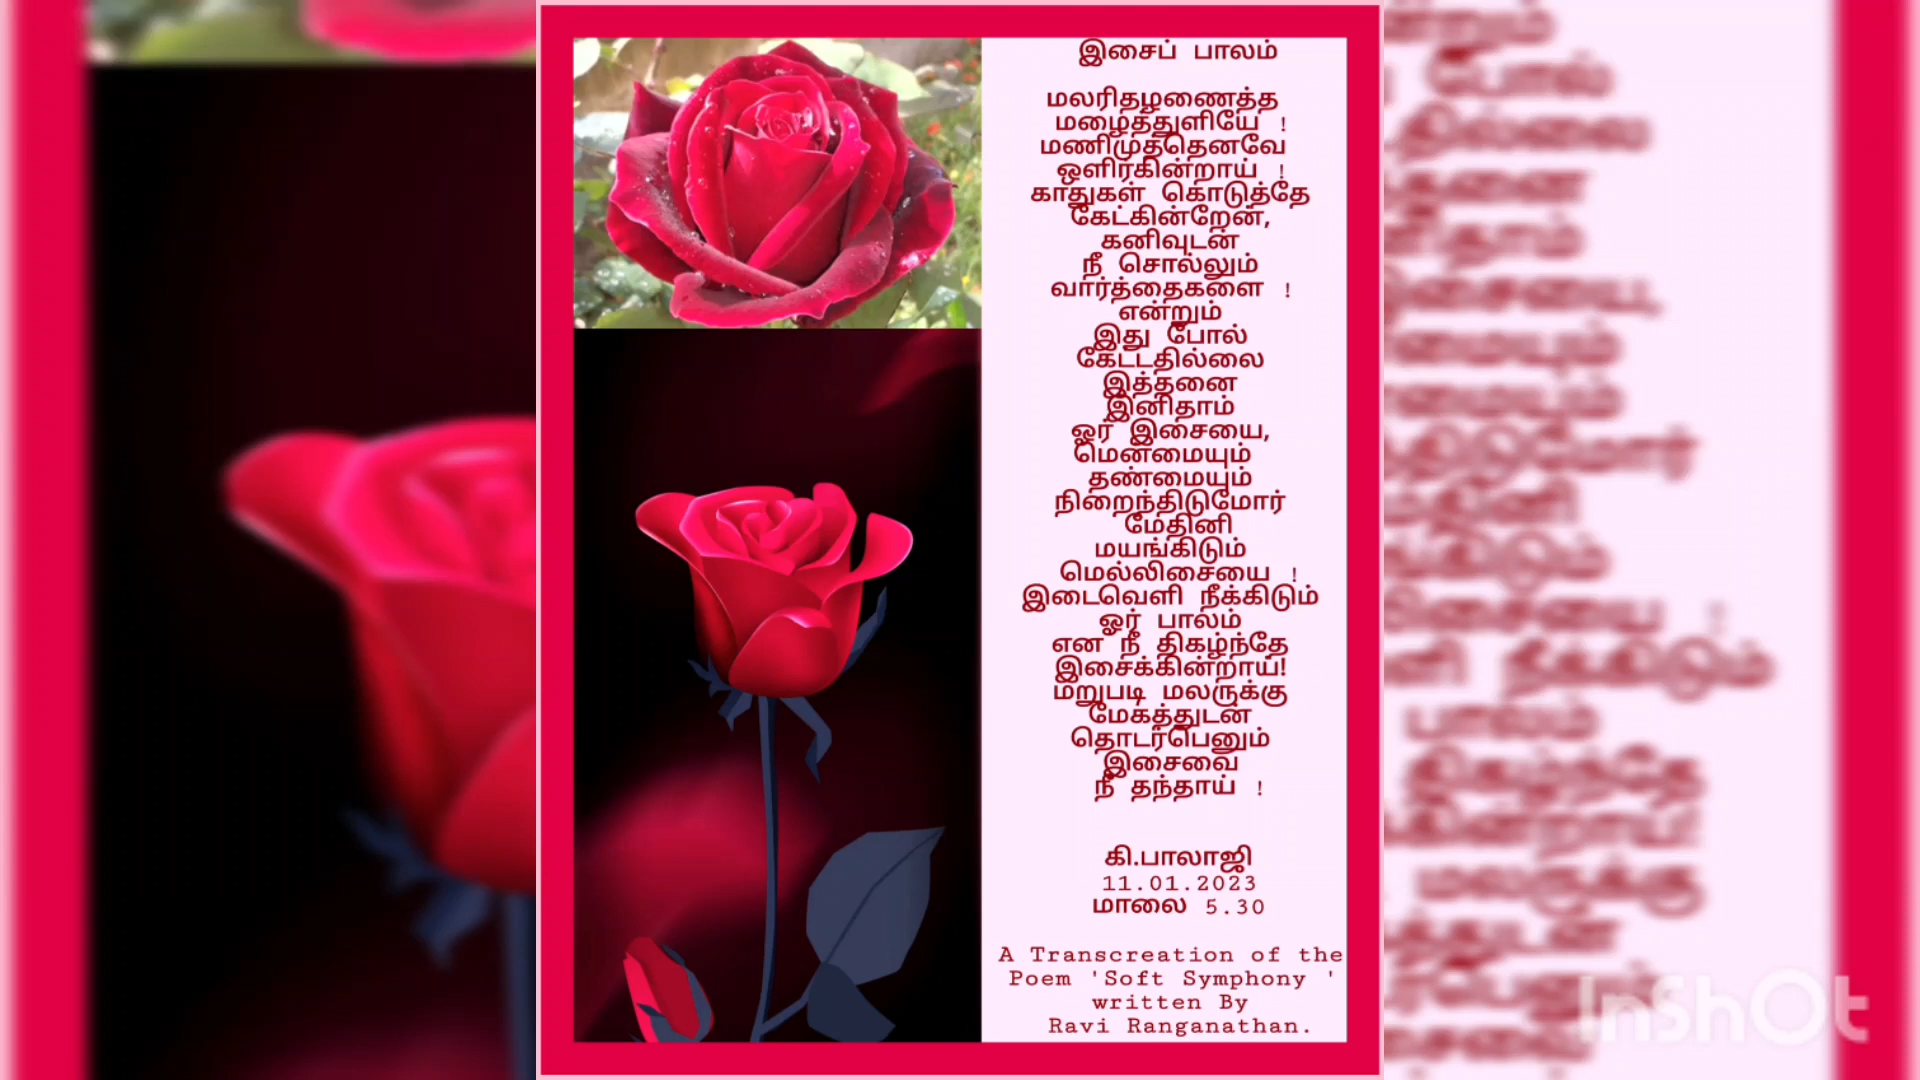 இசைப் பாலம்
மலரிதழணைத்த
மழைத்துளியே !
மணிமுத்தெனவே
ஒளிர்கின்றாய் !
காதுகள் கொடுத்தே
கேட்கின்றேன்,
கனிவுடன்
நீ சொல்லும்
வார்த்தைகளை !
என்றும்
இது போல்
கேட்டதில்லை
இத்தனை
இனிதாம்
ஓர் இசையை,
மென்மையும்
தண்மையும்
நிறைந்திடுமோர்
மேதினி
மயங்கிடும்
மெல்லிசையை !
இடைவெளி நீக்கிடும்
ஓர் பாலம்
என நீ திகழ்ந்தே
இசைக்கின்றாய்!
மறுபடி மலருக்கு
மேகத்துடன்
தொடர்பெனும்
இசைவை
நீ தந்தாய் !
கி.பாலாஜி
11.01.2023
மாலை 5.30
A Transcreation of the
Poem 'Soft Symphony '
written By
Ravi Ranganathan.
InShOt